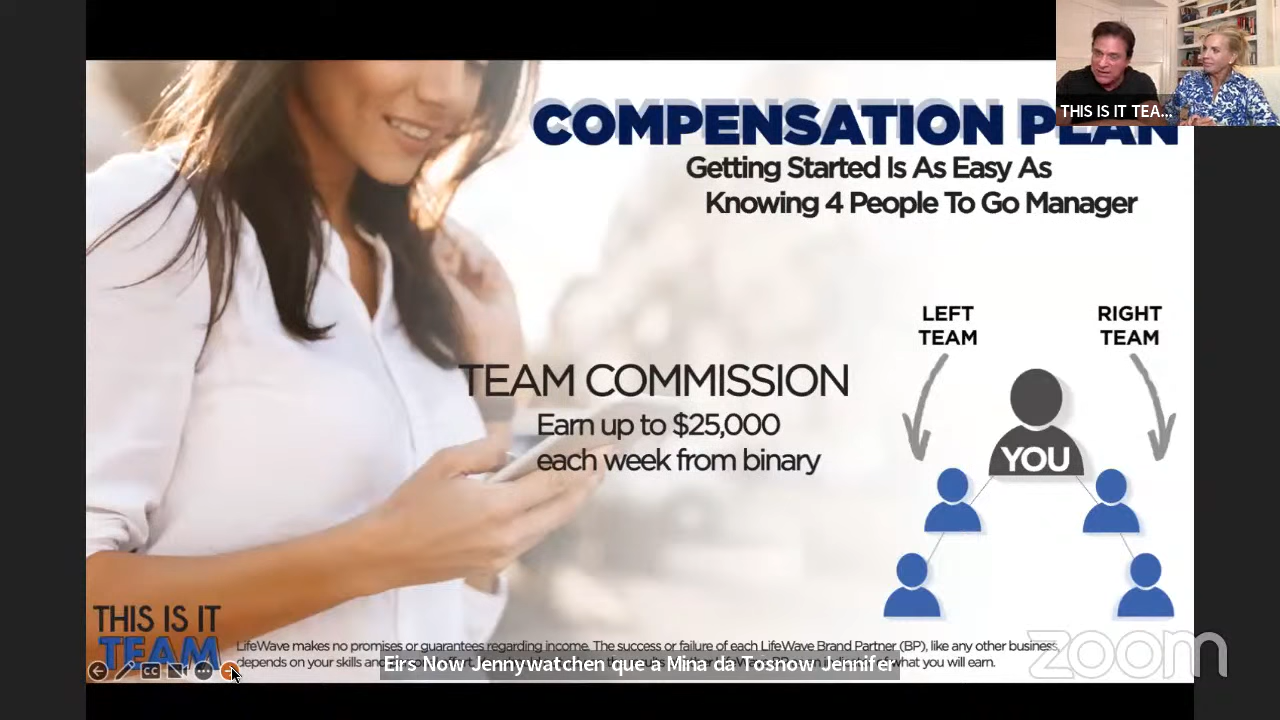 COMPENSATION PLAN
Getting Started Is As Easy As
Knowing 4 People To Go Manager
THIS IS IT TEA...
LEFT
TEAM
RIGHT
TEAM
TEAM COMMISSION
Earn up to $25,000
each week from binary
YOU
THIS IS IT
TEAM
LifeWave makes no promises or guarantees regarding income. The success or failure of each LifeWave Brand Partner (BP), like any other business,
depends on your skills and
what you will earn.
Eirs Now Jennywatchen que a Mina dá Tosnow Jennifer
CC
zoom